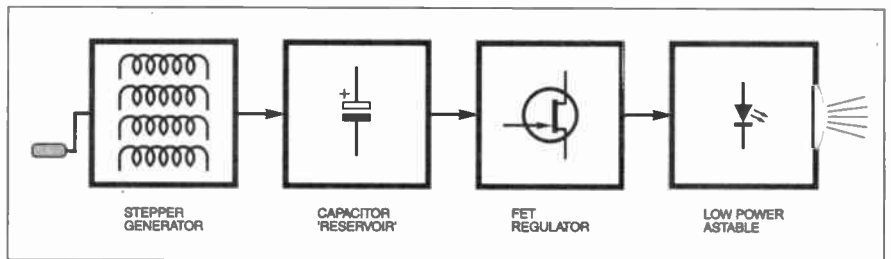 +
STEPPER
GENERATOR
CAPACITOR
'RESERVOIR'
FET
REGULATOR
LOW POWER
ASTABLE